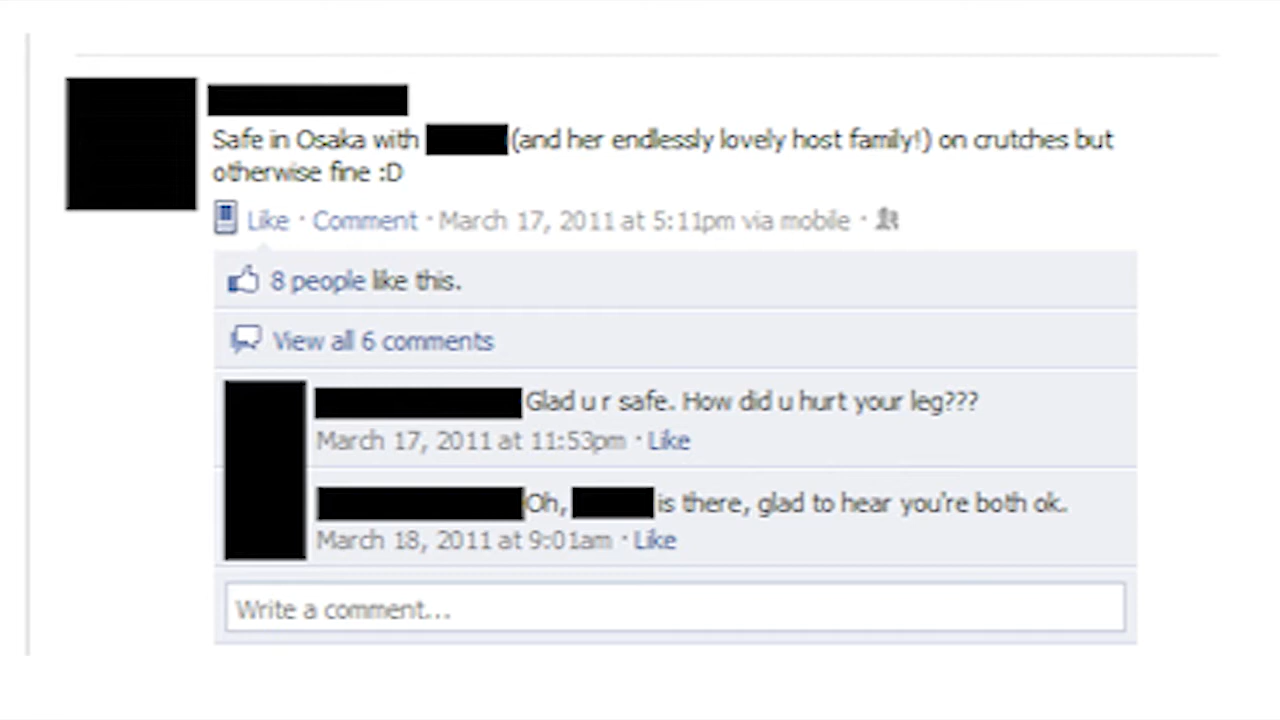 Safe in Osaka with (and her endlessly lovely host family!) on crutches but
otherwise fine :D
Like · Comment · March 17, 2011 at 5:11pm via mobile ·
8 people like this.
View all 6 comments
Glad u r safe. How did u hurt your leg???
March 17, 2011 at 11:53pm · Like
Oh, is there, glad to hear you're both ok.
March 18, 2011 at 9:01am · Like
Write a comment...